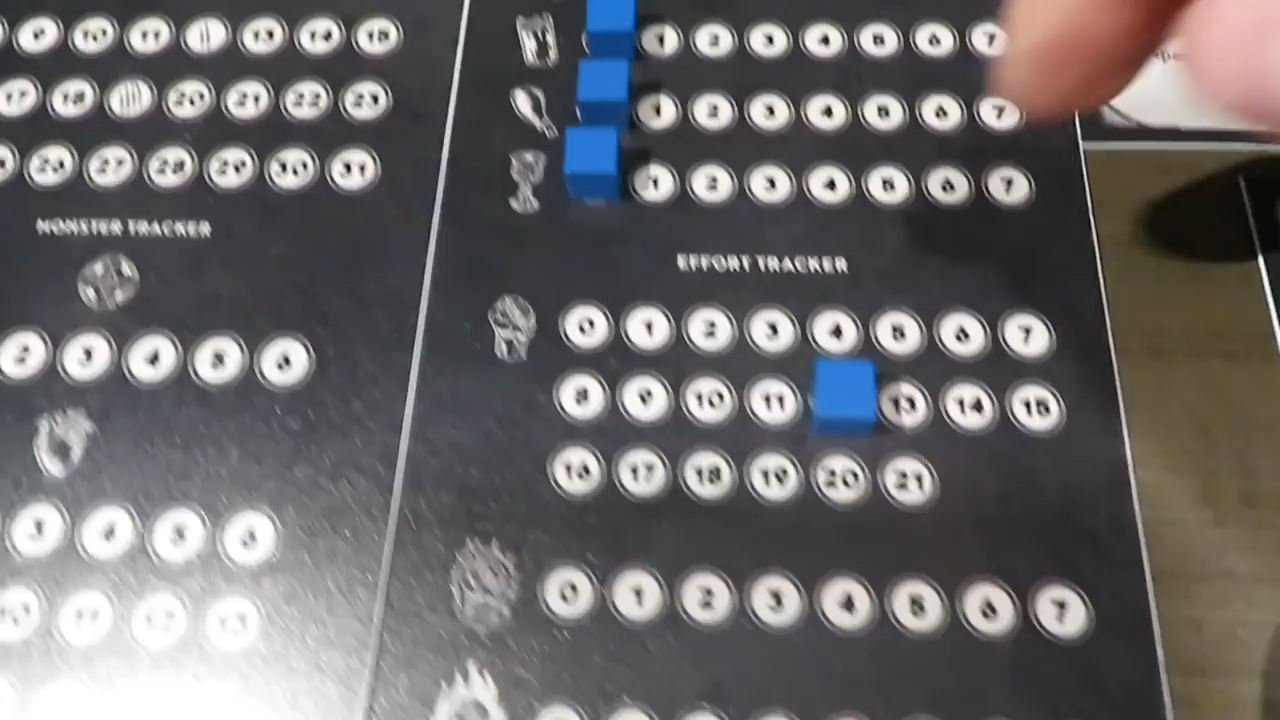 9 10 11 13 14 15
17 18 20 21 22 23
26 27 28 29 30 31
MONSTER TRACKER
2 3 4 5 6
3 4 5 6
10 11 12 13
1 2 3 4 5 6 7
1 2 3 4 5 6 7
1 2 3 4 5 6 7
EFFORT TRACKER
0 1 2 3 4 5 6 7
8 9 10 11 13 14 15
16 17 18 19 20 21
0 1 2 3 4 5 6 7